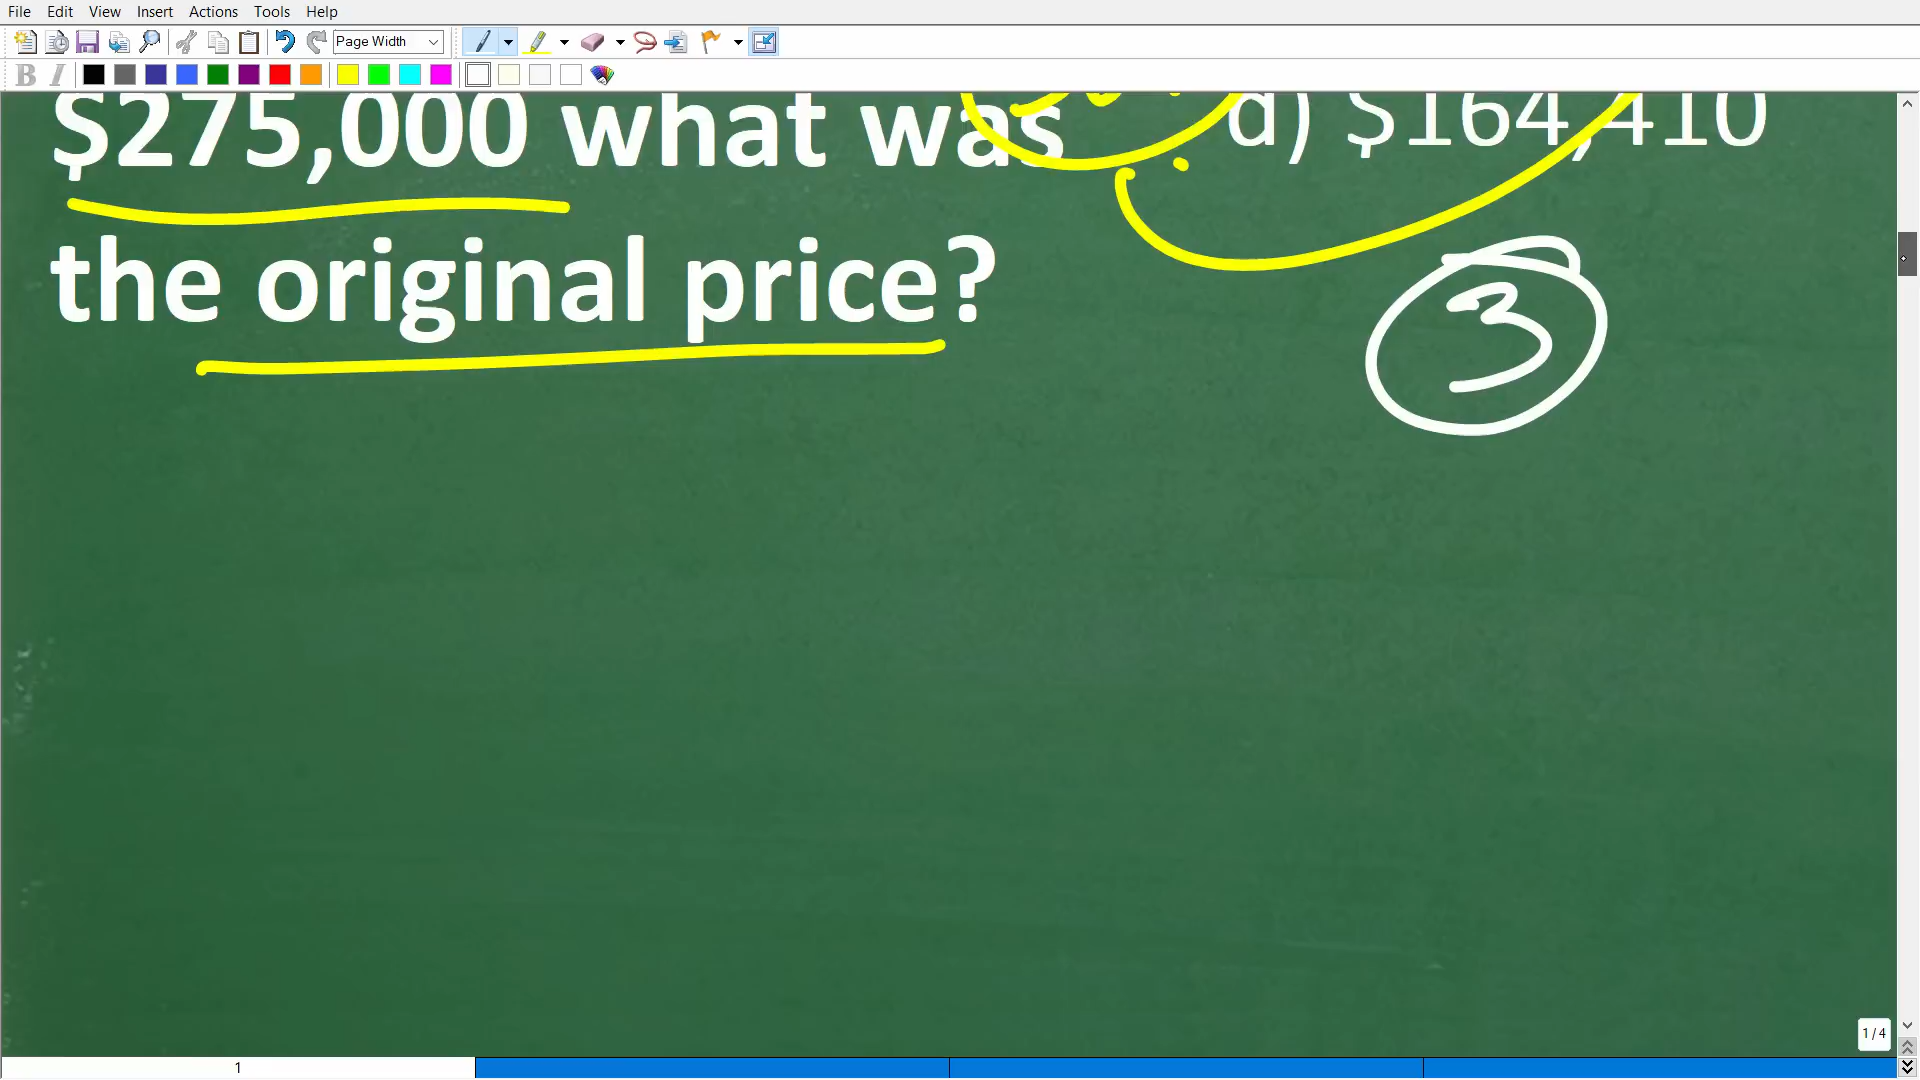 File Edit View Insert Actions Tools Help
Page Width
B I
$275,000 what was
d) $164,410
the original price?
3
1 / 4
1